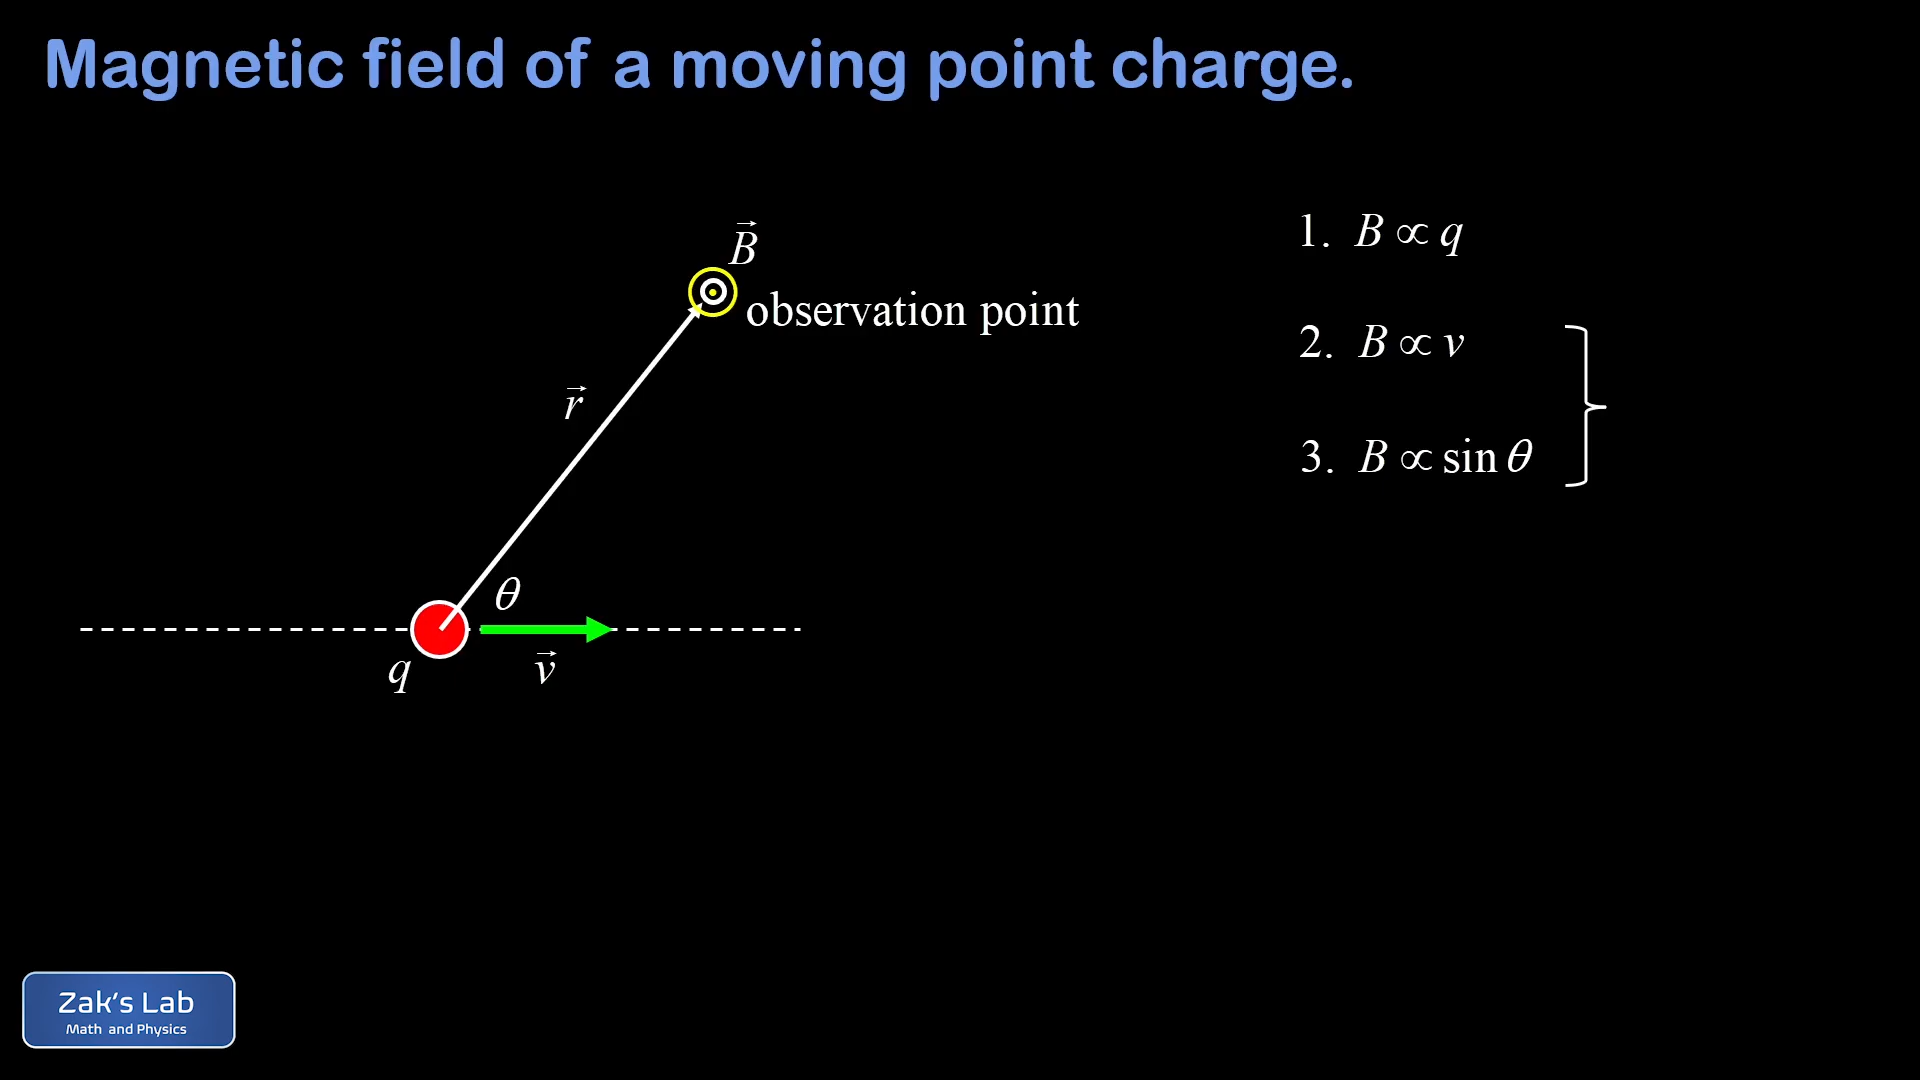 Magnetic field of a moving point charge.
1. B ∝ q
B⃗
observation point
2. B ∝ v
r⃗
3. B ∝ sin θ
θ
q
v⃗
Zak's Lab
Math and Physics